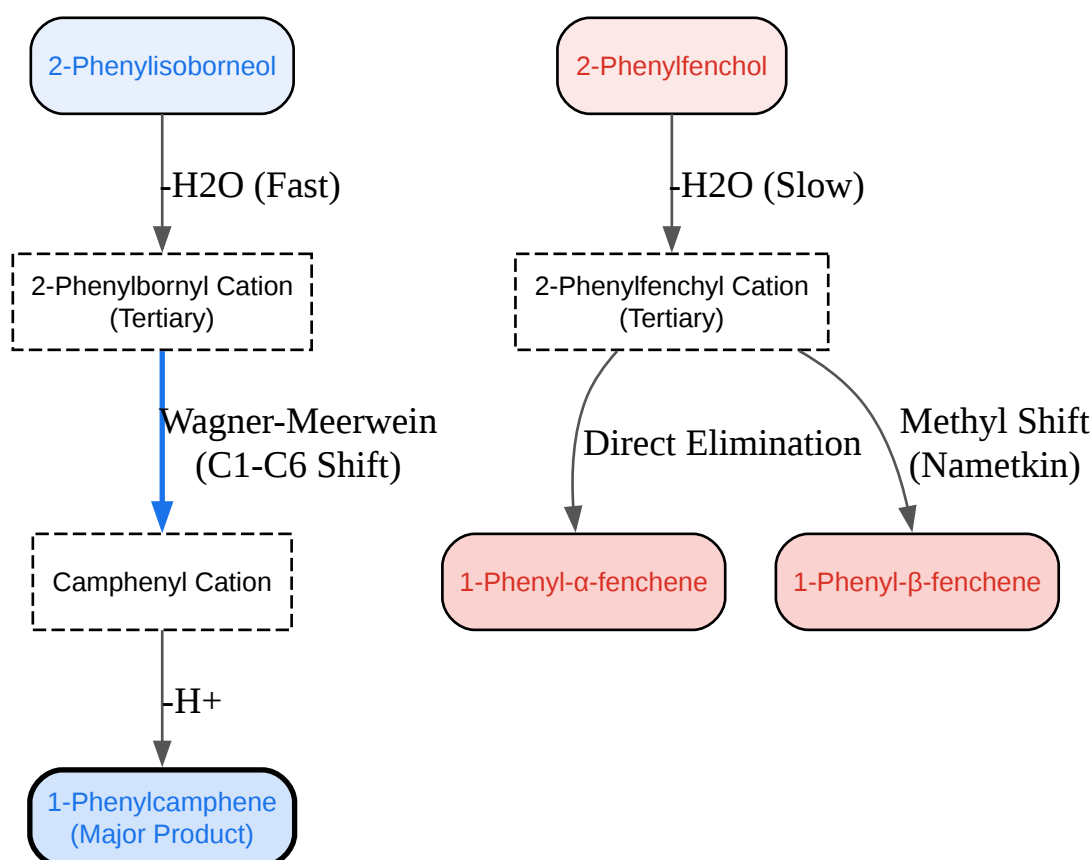 2-Phenylisoborneol
2-Phenylfenchol
-H2O (Fast)
-H2O (Slow)
2-Phenylbornyl Cation
(Tertiary)
2-Phenylfenchyl Cation
(Tertiary)
Wagner-Meerwein
(C1-C6 Shift)
Direct Elimination
Methyl Shift
(Nametkin)
Camphenyl Cation
1-Phenyl-α-fenchene
1-Phenyl-β-fenchene
-H+
1-Phenylcamphene
(Major Product)